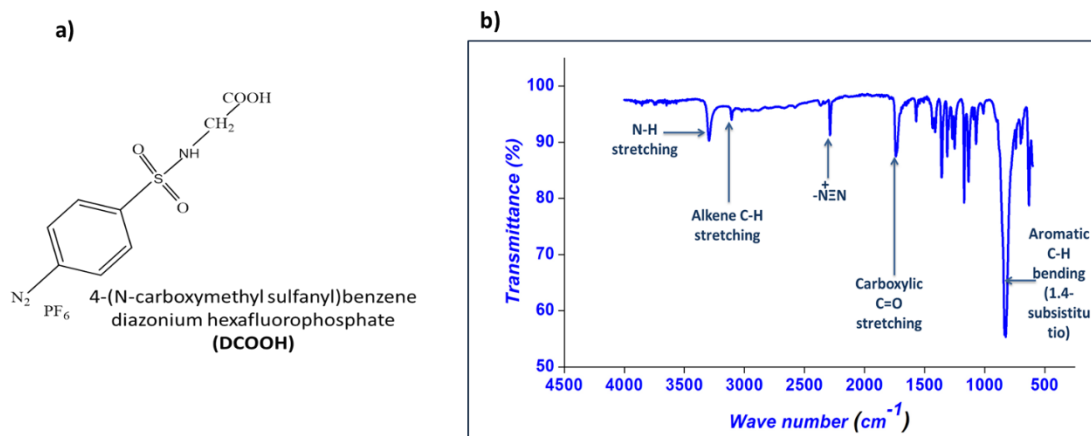 a)
COOH
CH2
NH
O
S
O
N2
PF6
4-(N-carboxymethyl sulfanyl)benzene
diazonium hexafluorophosphate
(DCOOH)
b)
Transmittance (%)
100
90
80
70
60
50
N-H
stretching
Alkene C-H
stretching
+
-NΞN
Carboxylic
C=O
stretching
Aromatic
C-H
bending
(1.4-
subsistitu
tio)
4500 4000 3500 3000 2500 2000 1500 1000 500
Wave number (cm-1)